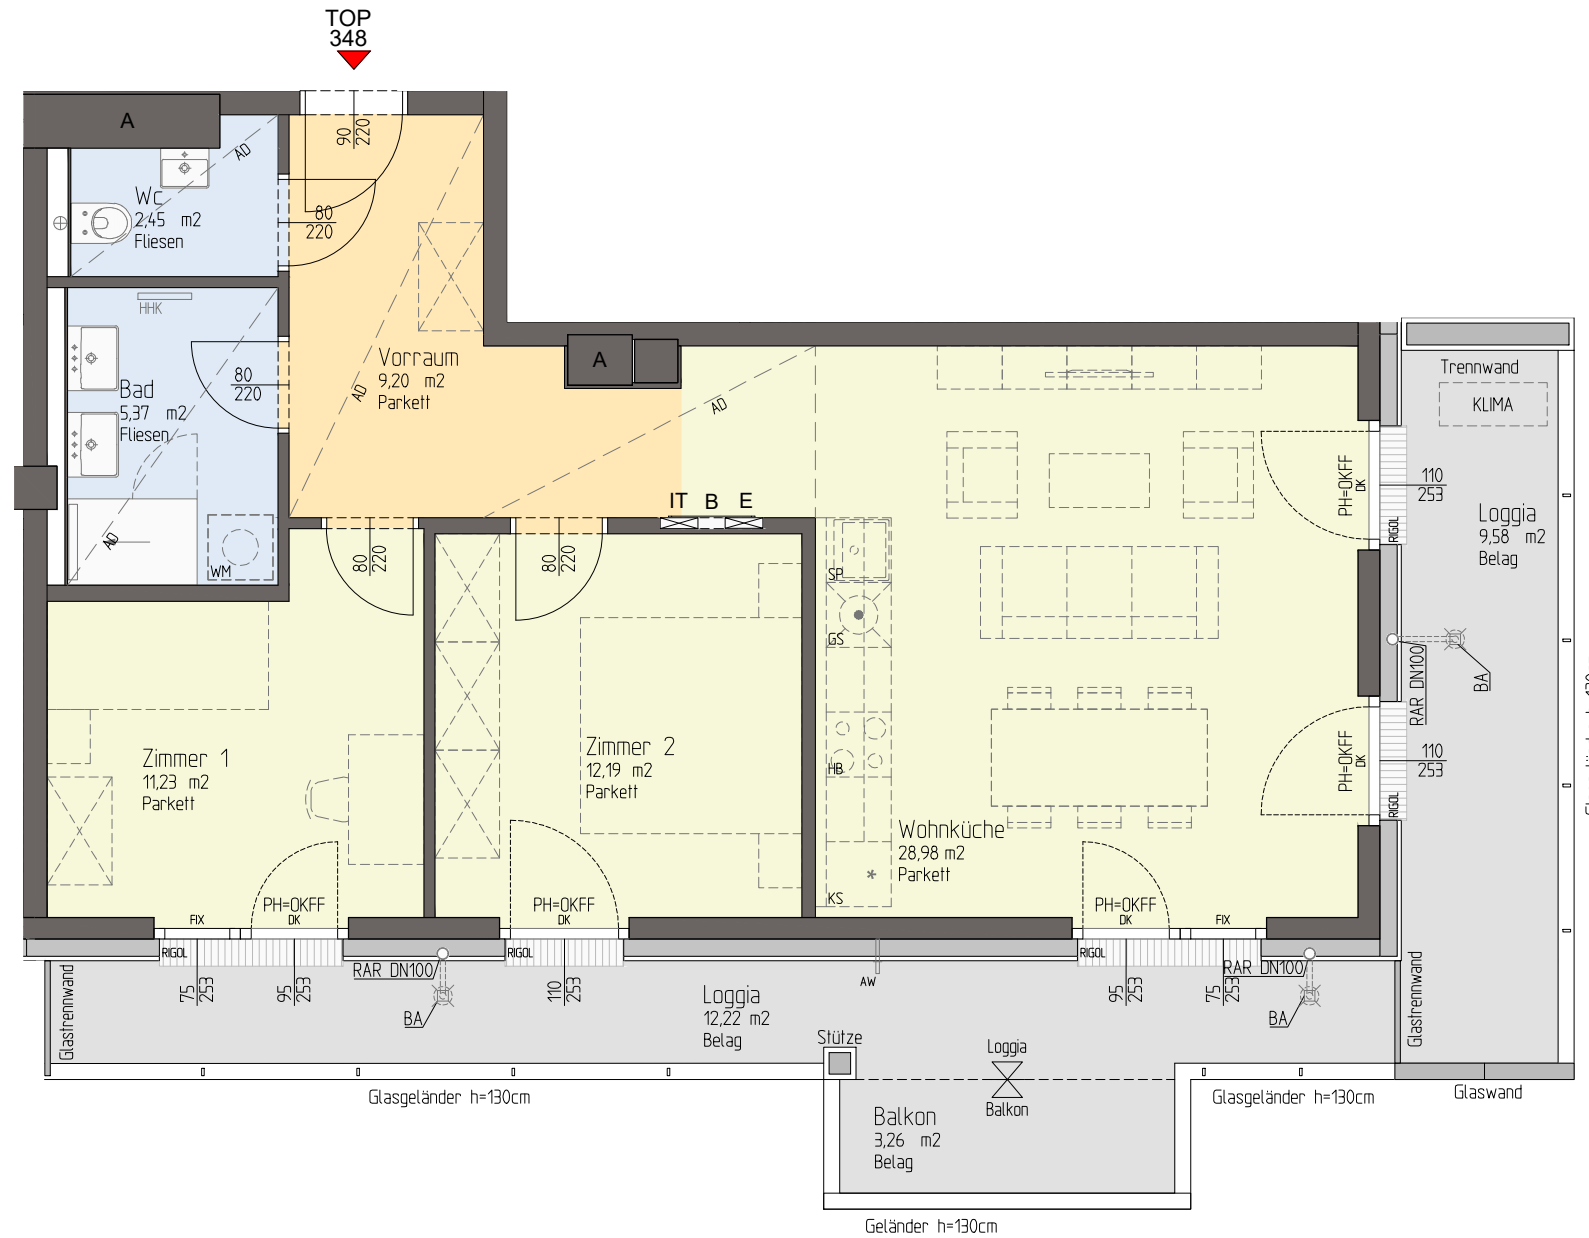 TOP
348
A
90
220
AD
Wc
2,45 m2
Fliesen
80
220
HHK
Bad
5,37 m2
Fliesen
80
220
AD
WM
Vorraum
9,20 m2
Parkett
AD
A
AD
IT B E
80
220
80
220
Trennwand
KLIMA
PH=OKFF
DK
RIGOL
110
253
Loggia
9,58 m2
Belag
SP
GS
HB
KS
*
RAR DN100
BA
PH=OKFF
DK
RIGOL
110
253
Zimmer 1
11,23 m2
Parkett
Zimmer 2
12,19 m2
Parkett
Wohnküche
28,98 m2
Parkett
FIX
PH=OKFF
DK
PH=OKFF
DK
PH=OKFF
DK
FIX
RIGOL
75
253
95
253
RAR DN100
BA
RIGOL
110
253
AW
RIGOL
95
253
75
253
RAR DN100
BA
Glastrennwand
Glastrennwand
Loggia
12,22 m2
Belag
Stütze
Loggia
Balkon
Glasgeländer h=130cm
Glasgeländer h=130cm
Glaswand
Balkon
3,26 m2
Belag
Geländer h=130cm